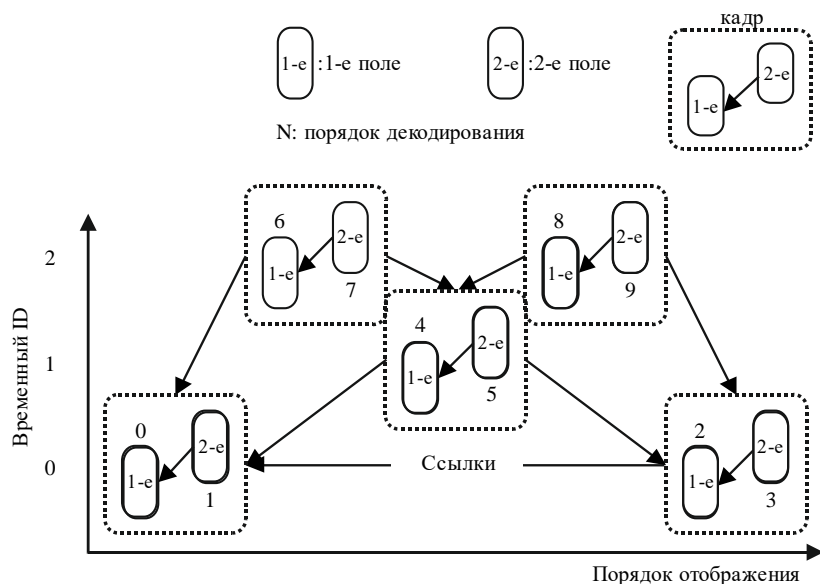 кадр
1-е :1-е поле
2-е :2-е поле
1-е 2-е
N: порядок декодирования
6 2-е 1-е 7
8 2-е 1-е 9
2
4 2-е 1-е 5
1
0 2-е 1-е 1
2 2-е 1-е 3
0
Ссылки
Временный ID
Порядок отображения